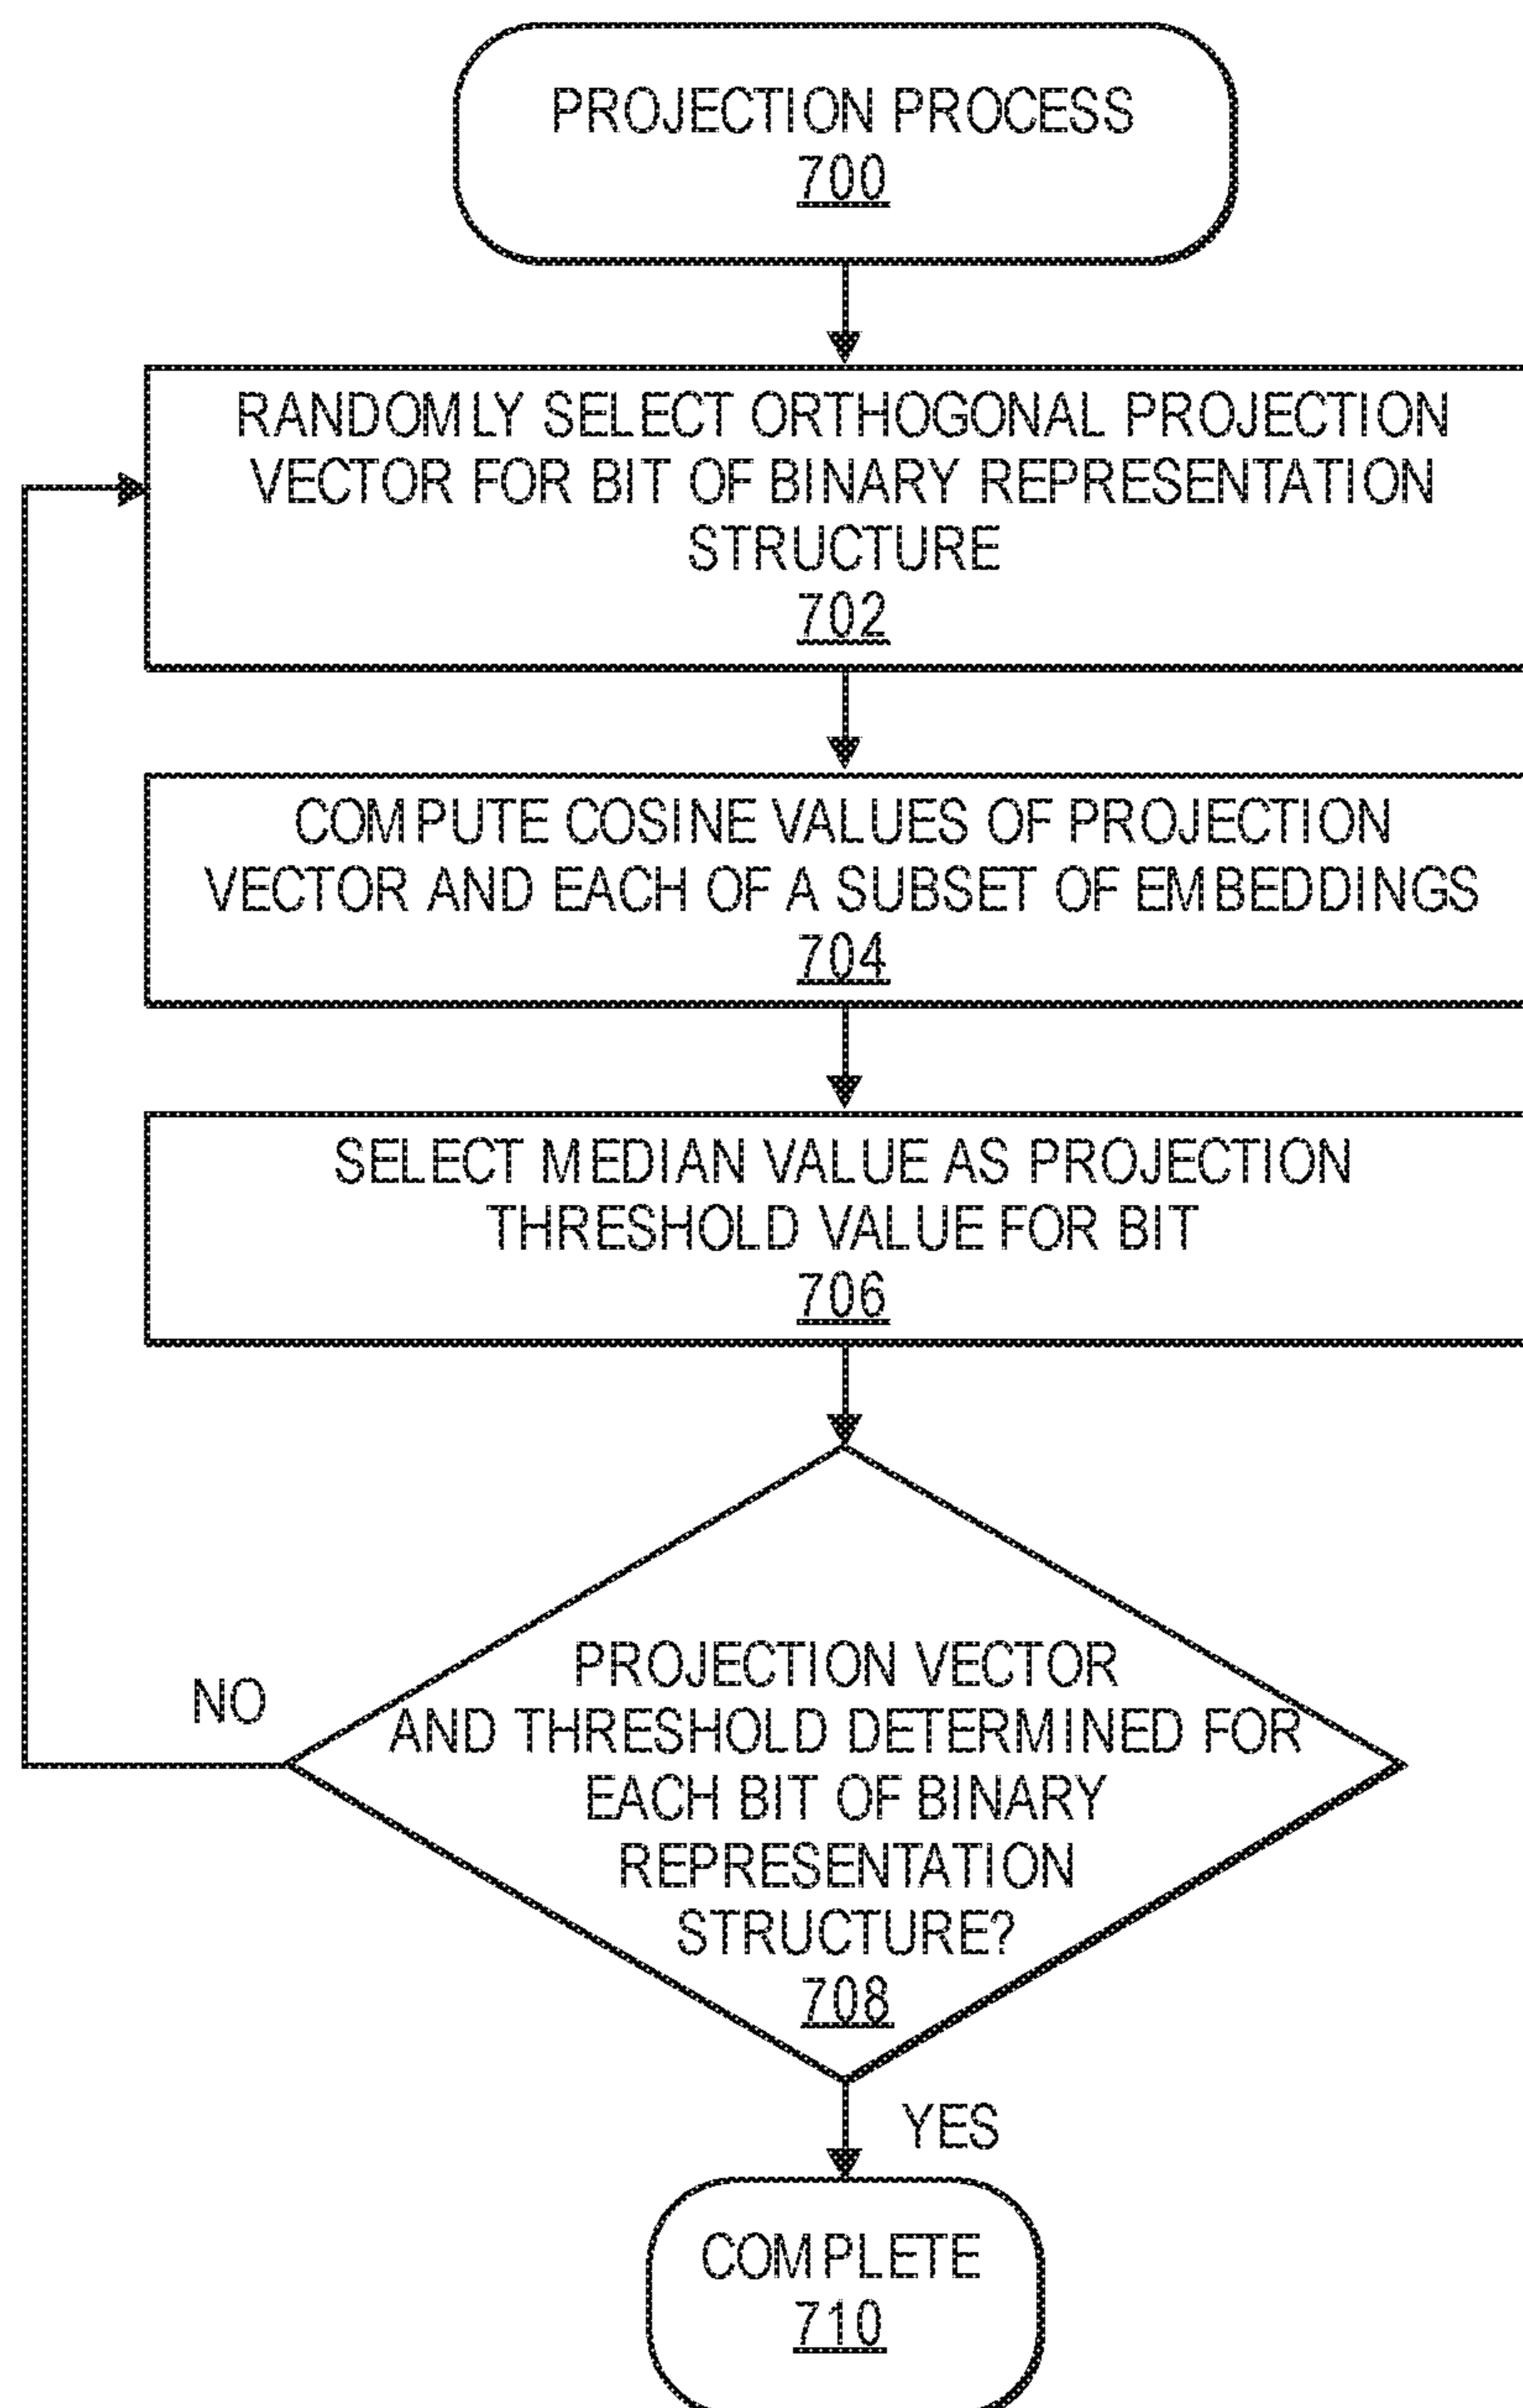 PROJECTION PROCESS
700
RANDOMLY SELECT ORTHOGONAL PROJECTION
VECTOR FOR BIT OF BINARY REPRESENTATION
STRUCTURE
702
COMPUTE COSINE VALUES OF PROJECTION
VECTOR AND EACH OF A SUBSET OF EMBEDDINGS
704
SELECT MEDIAN VALUE AS PROJECTION
THRESHOLD VALUE FOR BIT
706
PROJECTION VECTOR
AND THRESHOLD DETERMINED FOR
EACH BIT OF BINARY
REPRESENTATION
STRUCTURE?
708
NO
YES
COMPLETE
710